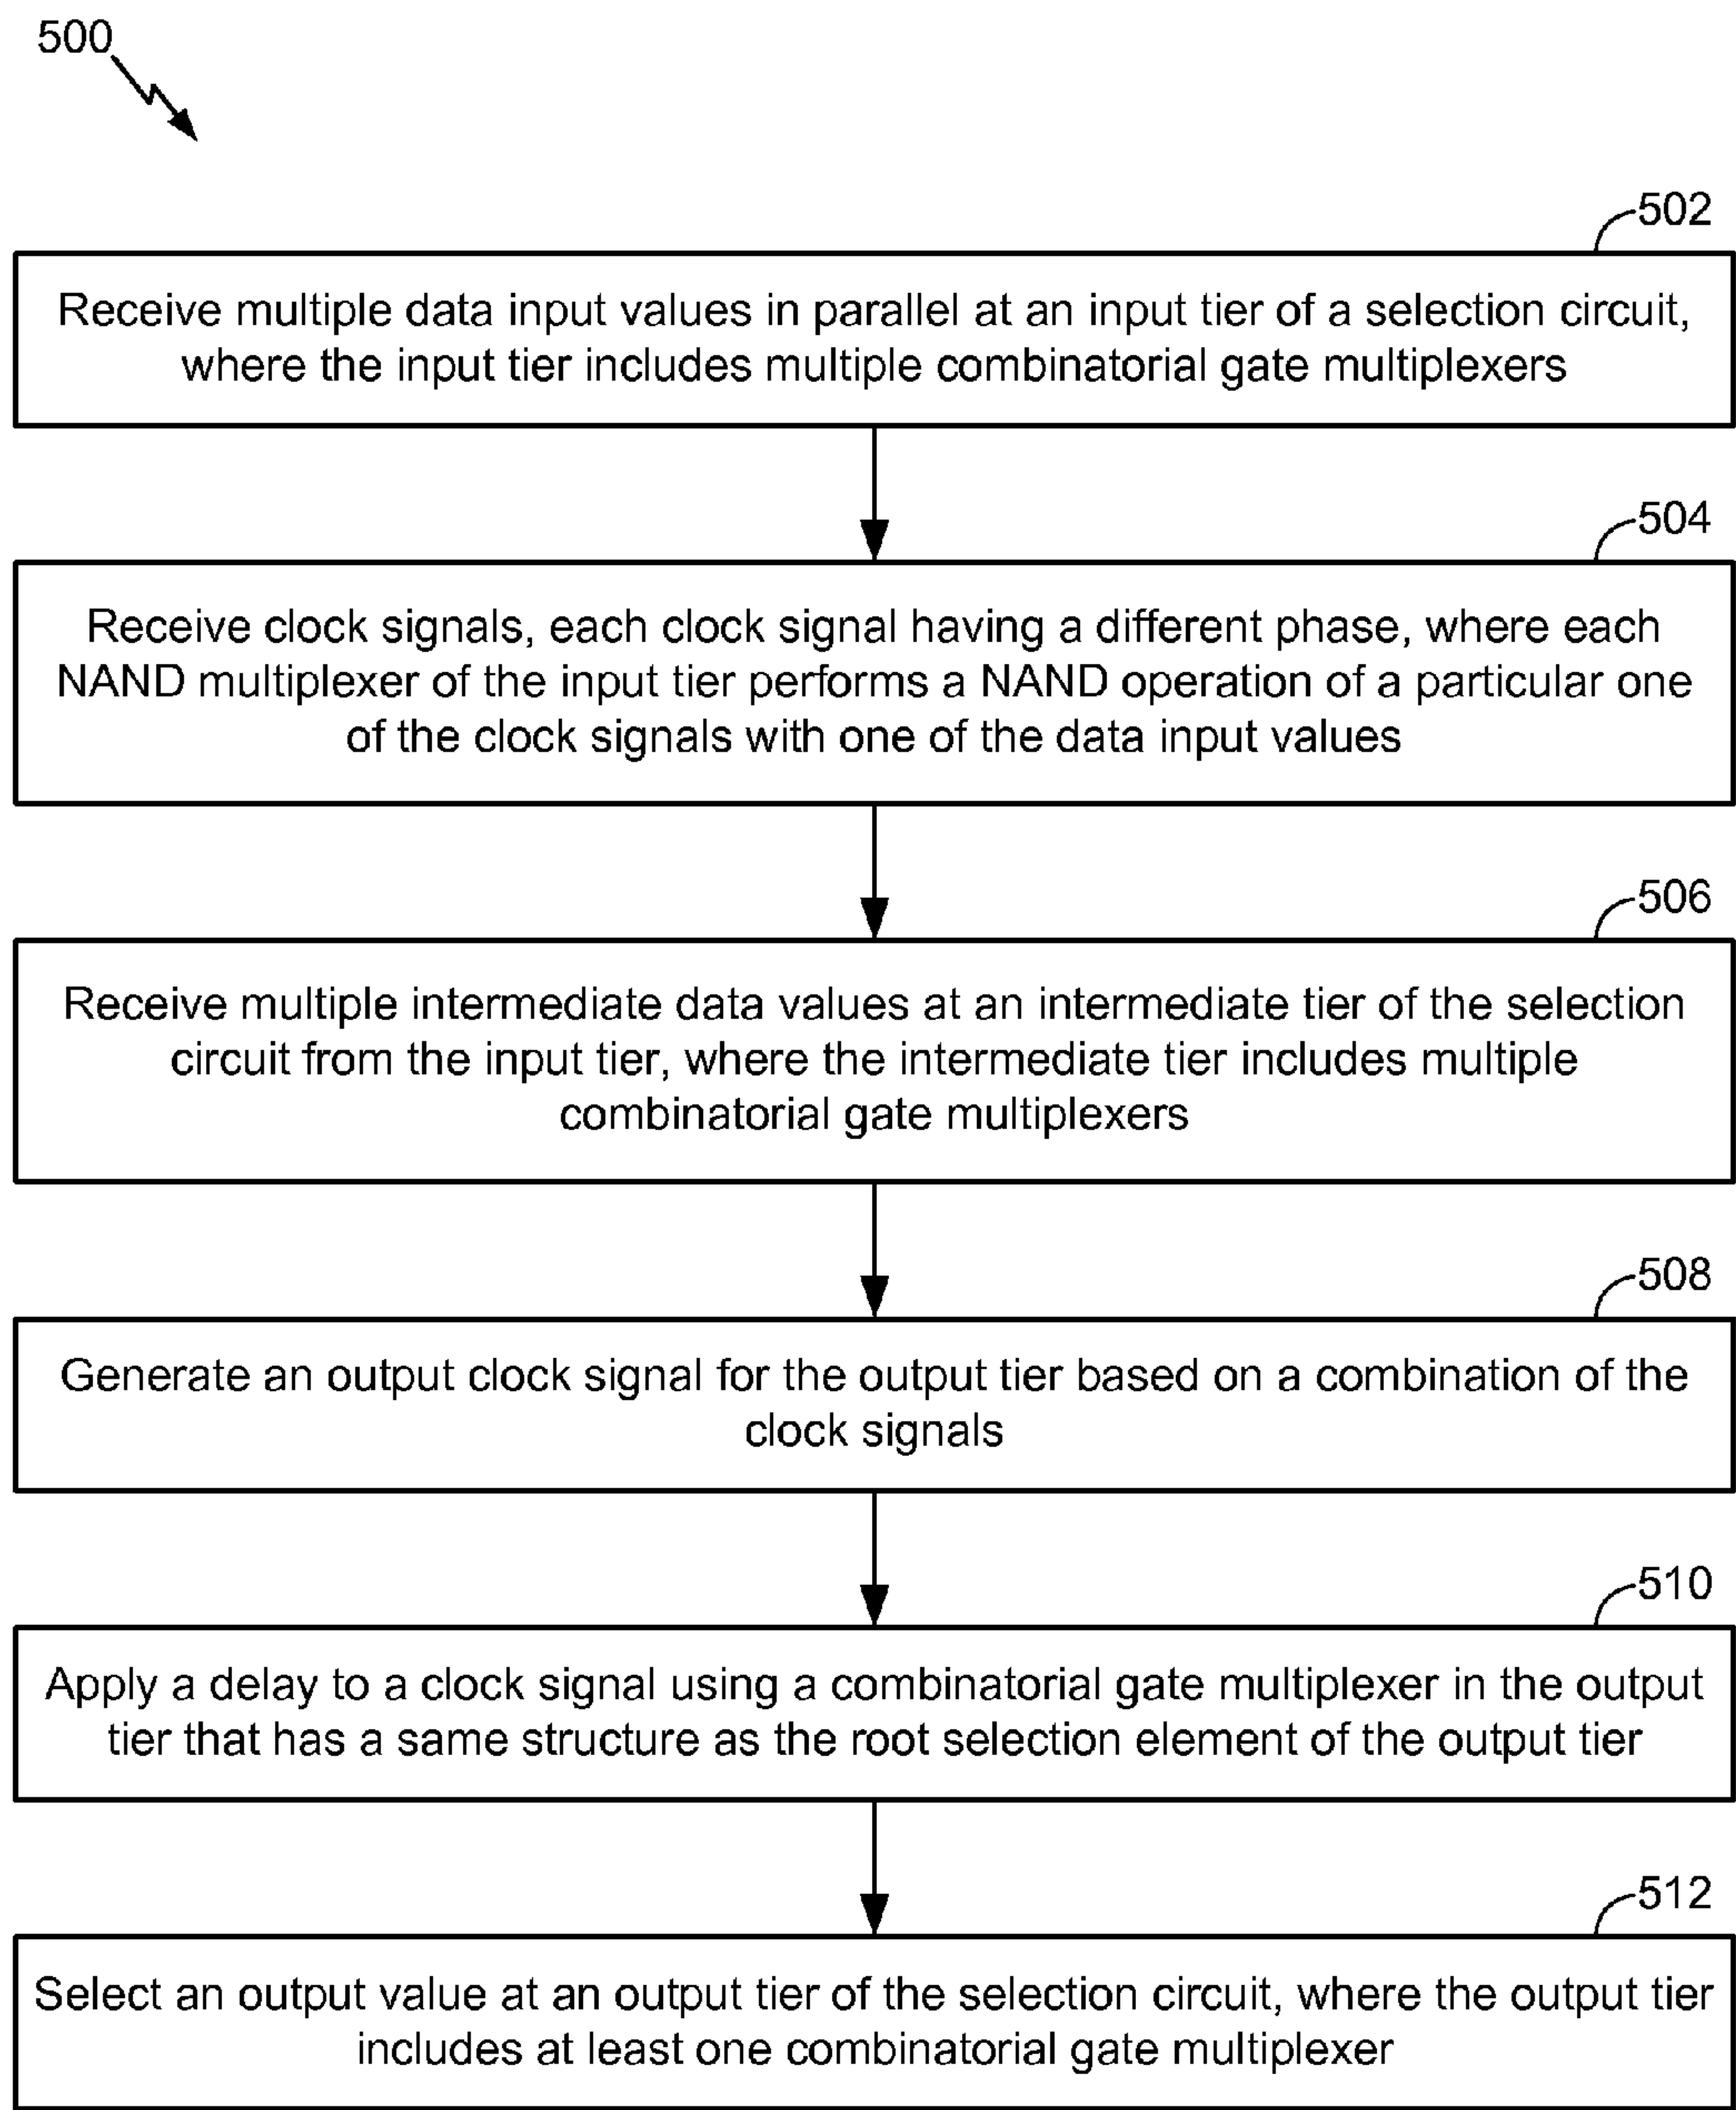 500
502
Receive multiple data input values in parallel at an input tier of a selection circuit,
where the input tier includes multiple combinatorial gate multiplexers
504
Receive clock signals, each clock signal having a different phase, where each
NAND multiplexer of the input tier performs a NAND operation of a particular one
of the clock signals with one of the data input values
506
Receive multiple intermediate data values at an intermediate tier of the selection
circuit from the input tier, where the intermediate tier includes multiple
combinatorial gate multiplexers
508
Generate an output clock signal for the output tier based on a combination of the
clock signals
510
Apply a delay to a clock signal using a combinatorial gate multiplexer in the output
tier that has a same structure as the root selection element of the output tier
512
Select an output value at an output tier of the selection circuit, where the output tier
includes at least one combinatorial gate multiplexer